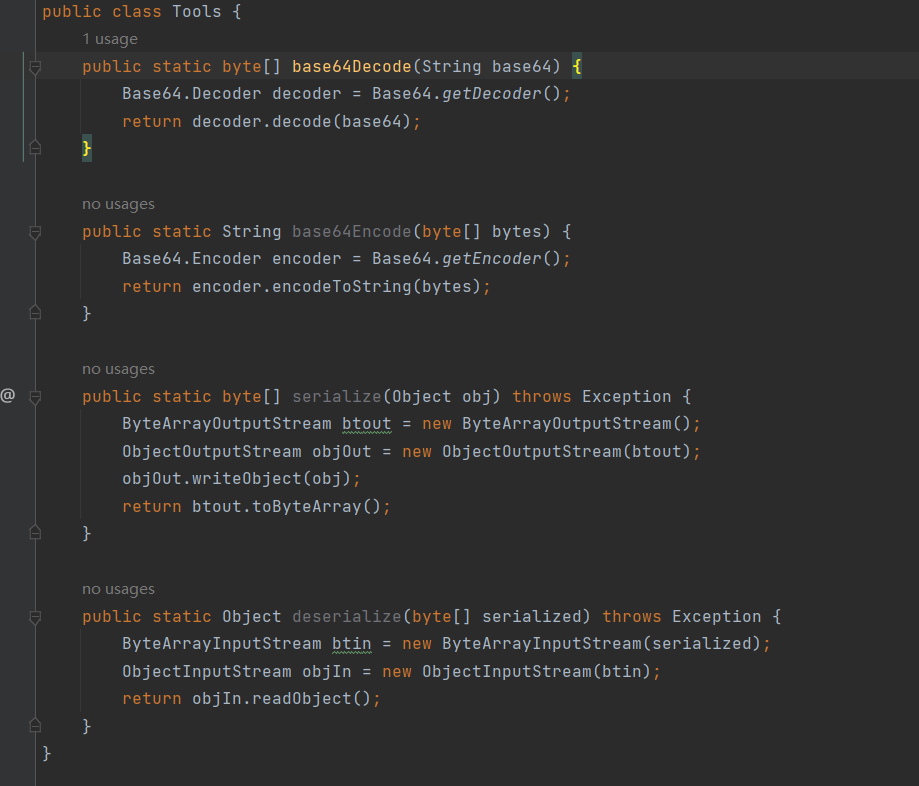 public class Tools {
1 usage
public static byte[] base64Decode(String base64) {
Base64.Decoder decoder = Base64.getDecoder();
return decoder.decode(base64);
}
no usages
public static String base64Encode(byte[] bytes) {
Base64.Encoder encoder = Base64.getEncoder();
return encoder.encodeToString(bytes);
}
no usages
@ public static byte[] serialize(Object obj) throws Exception {
ByteArrayOutputStream btout = new ByteArrayOutputStream();
ObjectOutputStream objOut = new ObjectOutputStream(btout);
objOut.writeObject(obj);
return btout.toByteArray();
}
no usages
public static Object deserialize(byte[] serialized) throws Exception {
ByteArrayInputStream btin = new ByteArrayInputStream(serialized);
ObjectInputStream objIn = new ObjectInputStream(btin);
return objIn.readObject();
}
}